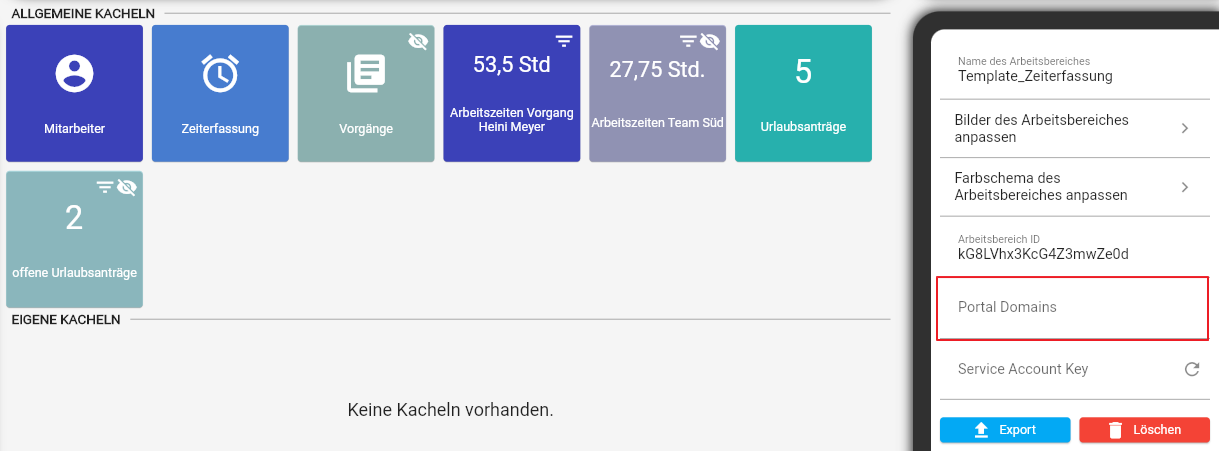 ALLGEMEINE KACHELN
Mitarbeiter
Zeiterfassung
Vorgänge
53,5 Std
Arbeitszeiten Vorgang
Heini Meyer
27,75 Std.
Arbeitszeiten Team Süd
5
Urlaubsanträge
2
offene Urlaubsanträge
EIGENE KACHELN
Keine Kacheln vorhanden.
Name des Arbeitsbereiches
Template_Zeiterfassung
Bilder des Arbeitsbereiches
anpassen
Farbschema des
Arbeitsbereiches anpassen
Arbeitsbereich ID
kG8LVhx3KcG4Z3mwZe0d
Portal Domains
Service Account Key
Export
Löschen